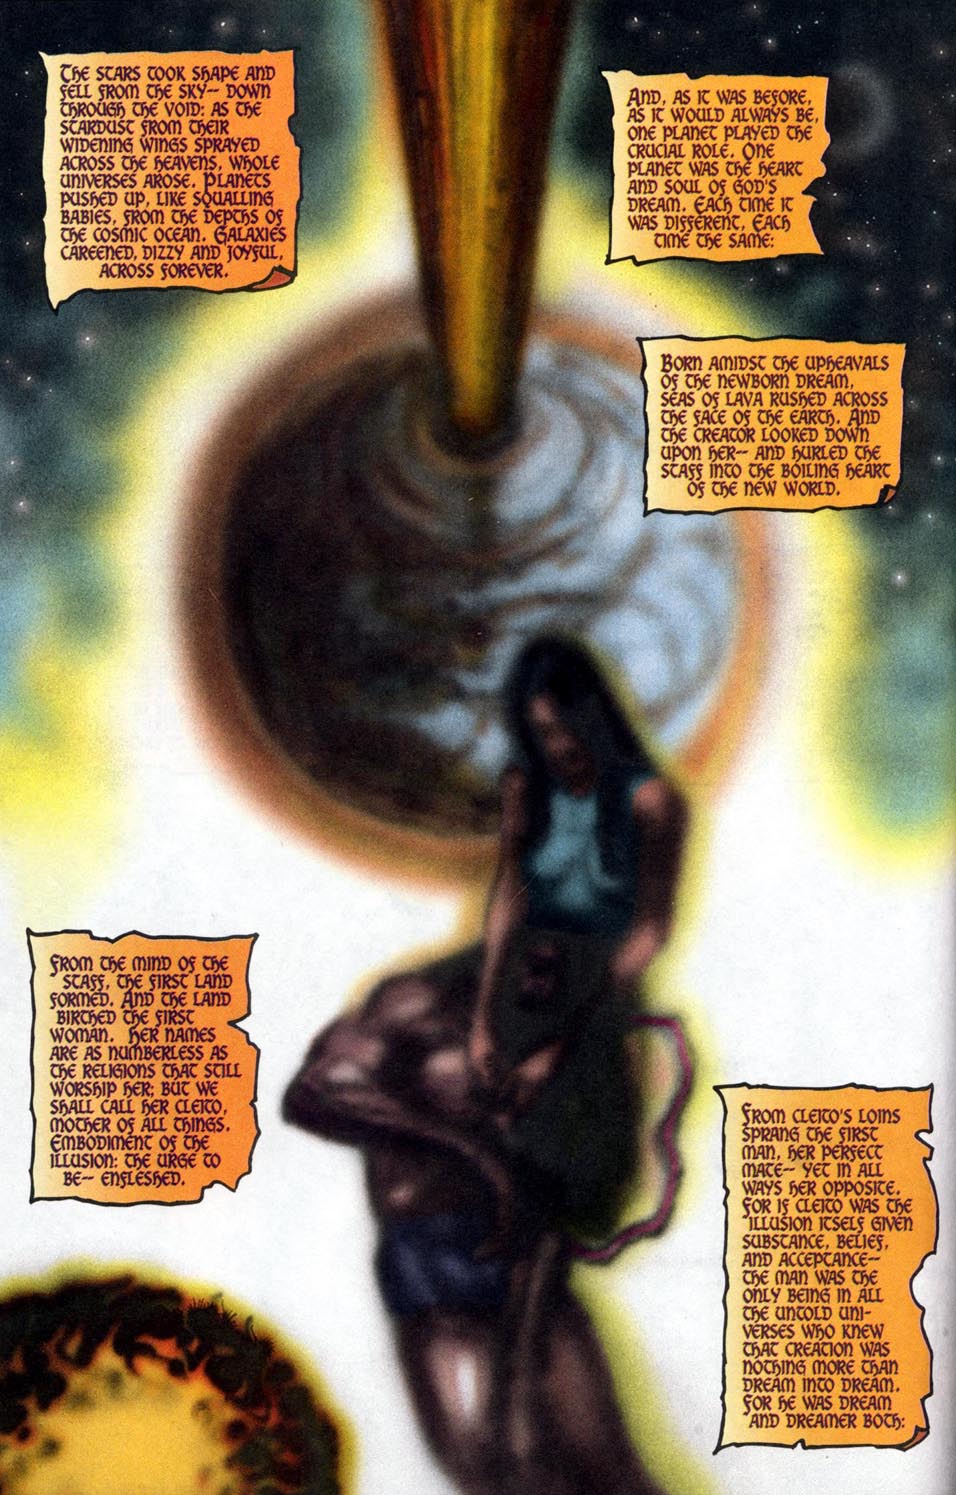 THE STARS TOOK SHAPE AND
FELL FROM THE SKY-- DOWN
THROUGH THE VOID: AS THE
STARDUST FROM THEIR
WIDENING WINGS SPRAYED
ACROSS THE HEAVENS, WHOLE
UNIVERSES AROSE. PLANETS
PUSHED UP, LIKE SQUALLING
BABIES, FROM THE DEPTHS OF
THE COSMIC OCEAN. GALAXIES
CAREENED, DIZZY AND JOYFUL,
ACROSS FOREVER.
AND, AS IT WAS BEFORE,
AS IT WOULD ALWAYS BE,
ONE PLANET PLAYED THE
CRUCIAL ROLE. ONE
PLANET WAS THE HEART
AND SOUL OF GOD'S
DREAM. EACH TIME IT
WAS DIFFERENT, EACH
TIME THE SAME:
BORN AMIDST THE UPHEAVALS
OF THE NEWBORN DREAM,
SEAS OF LAVA RUSHED ACROSS
THE FACE OF THE EARTH. AND
THE CREATOR LOOKED DOWN
UPON HER-- AND HURLED THE
STAFF INTO THE BOILING HEART
OF THE NEW WORLD.
FROM THE MIND OF THE
STAFF, THE FIRST LAND
FORMED. AND THE LAND
BIRTHED THE FIRST
WOMAN. HER NAMES
ARE AS NUMBERLESS AS
THE RELIGIONS THAT STILL
WORSHIP HER; BUT WE
SHALL CALL HER CLEITO,
MOTHER OF ALL THINGS.
EMBODIMENT OF THE
ILLUSION: THE URGE TO
BE-- ENFLESHED.
FROM CLEITO'S LOINS
SPRANG THE FIRST
MAN, HER PERFECT
MATE-- YET IN ALL
WAYS HER OPPOSITE.
FOR IF CLEITO WAS THE
ILLUSION ITSELF GIVEN
SUBSTANCE, BELIEF,
AND ACCEPTANCE--
THE MAN WAS THE
ONLY BEING IN ALL
THE UNTOLD UNI-
VERSES WHO KNEW
THAT CREATION WAS
NOTHING MORE THAN
DREAM INTO DREAM.
FOR HE WAS DREAM
AND DREAMER BOTH: